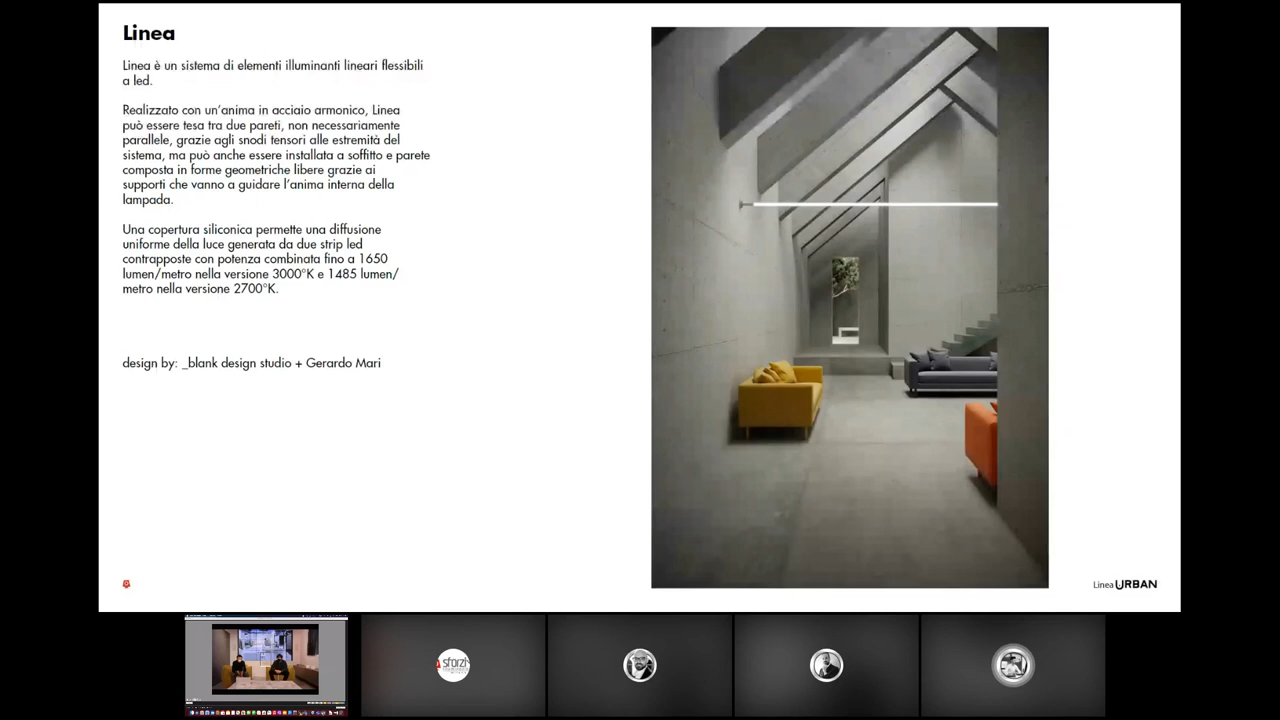 Linea
Linea è un sistema di elementi illuminanti lineari flessibili
a led.
Realizzato con un'anima in acciaio armonico, Linea
può essere tesa tra due pareti, non necessariamente
parallele, grazie agli snodi tensori alle estremità del
sistema, ma può anche essere installata a soffitto e parete
composta in forme geometriche libere grazie ai
supporti che vanno a guidare l'anima interna della
lampada.
Una copertura siliconica permette una diffusione
uniforme della luce generata da due strip led
contrapposte con potenza combinata fino a 1650
lumen/metro nella versione 3000°K e 1485 lumen/
metro nella versione 2700°K.
design by: _blank design studio + Gerardo Mari
Linea URBAN
sforzi